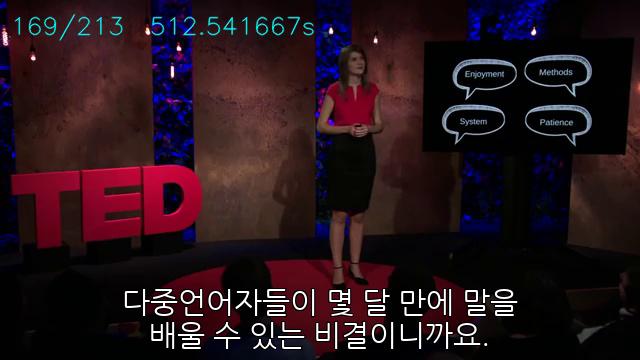 169/213 512.541667s
Enjoyment
Methods
System
Patience
TED
다중언어자들이 몇 달 만에 말을
배울 수 있는 비결이니까요.